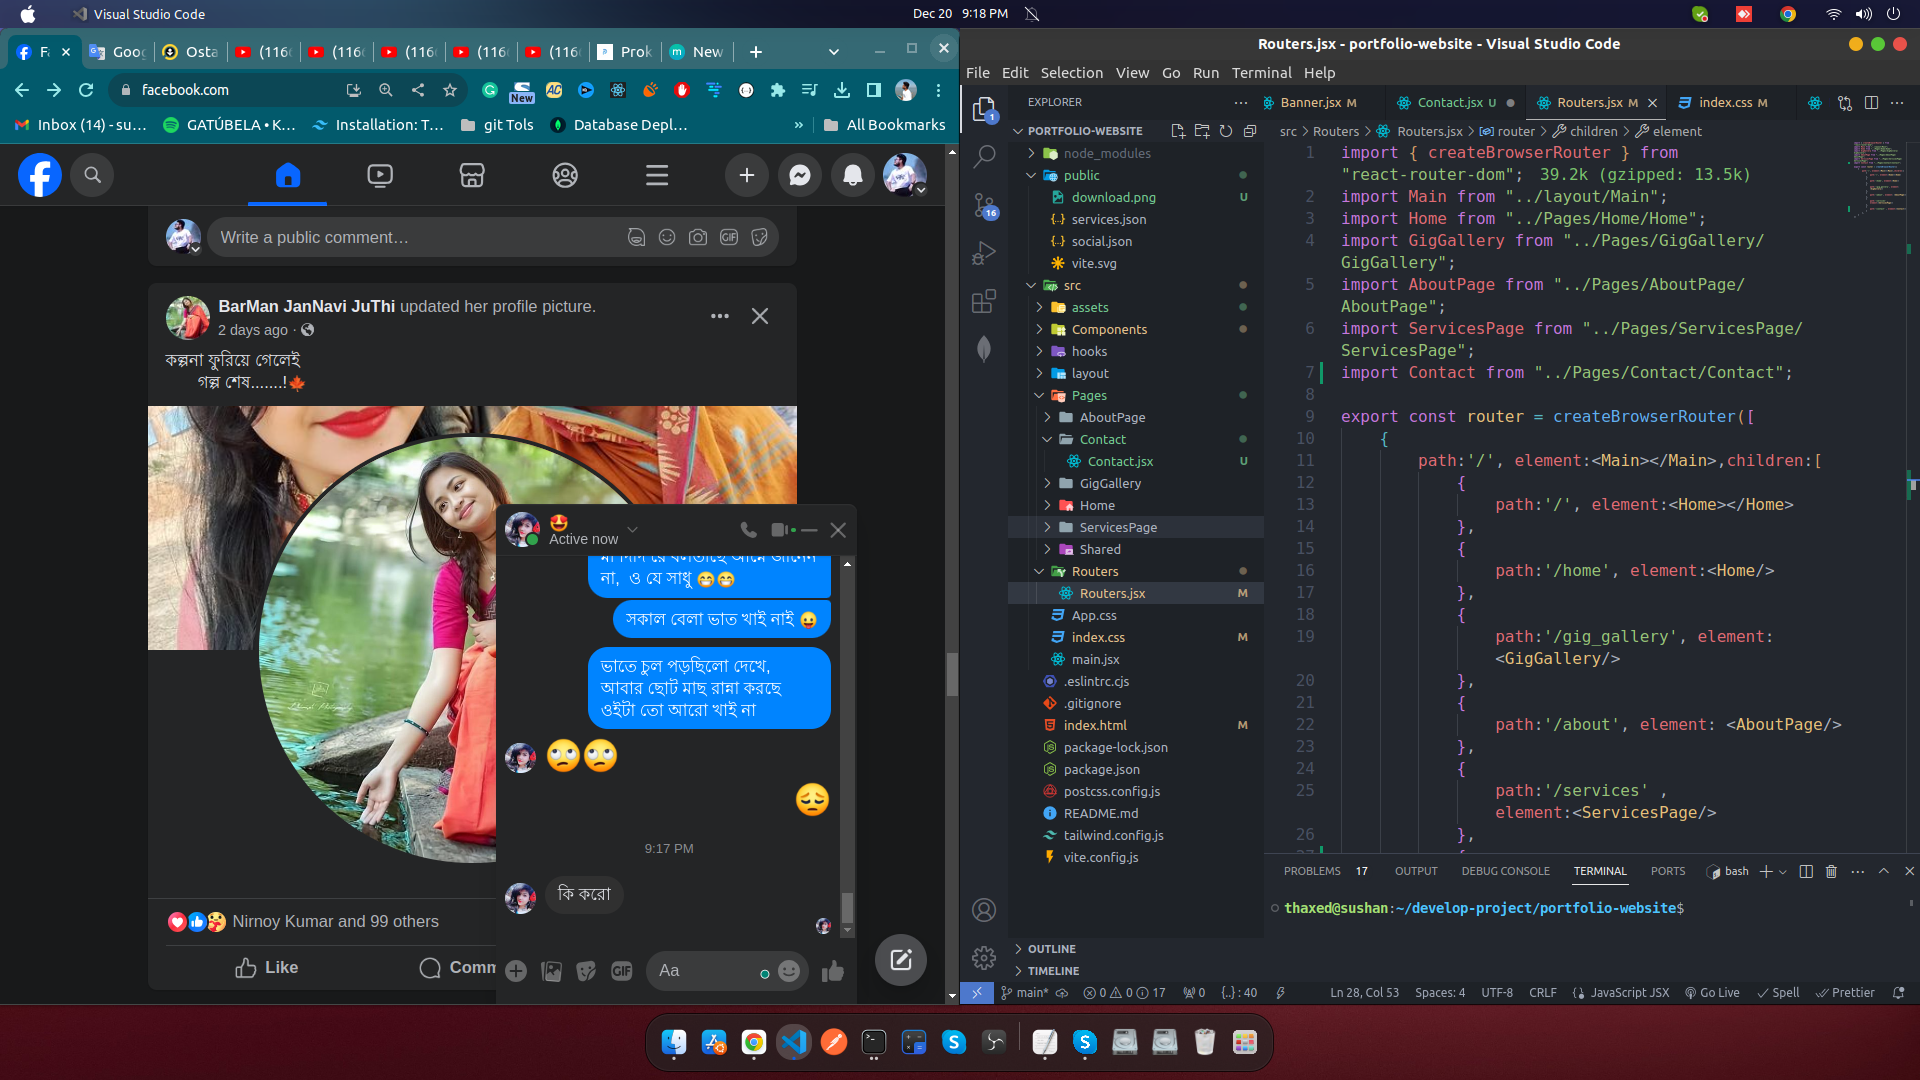 Visual Studio Code
Dec 20 9:18 PM
Goog
Osta
Prok
New
facebook.com
New
Inbox (14) - su…
GATÚBELA • K…
Installation: T…
git Tols
Database Depl…
»
All Bookmarks
Write a public comment…
GIF
BarMan JanNavi JuThi updated her profile picture.
2 days ago ·
কল্পনা ফুরিয়ে গেলেই
গল্প শেষ.......!🍁
Nirnoy Kumar and 99 others
Like
Comm
🤩
Active now
না, ও যে সাধু 😁😁
সকাল বেলা ভাত খাই নাই 😜
ভাতে চুল পড়ছিলো দেখে,
আবার ছোট মাছ রান্না করছে
ওইটা তো আরো খাই না
🙄🙄
😔
9:17 PM
কি করো
GIF
Aa
Routers.jsx - portfolio-website - Visual Studio Code
File Edit Selection View Go Run Terminal Help
1
16
EXPLORER
PORTFOLIO-WEBSITE
node_modules
public
download.png U
services.json
social.json
vite.svg
src
assets
Components
hooks
layout
Pages
AboutPage
Contact
Contact.jsx U
GigGallery
Home
ServicesPage
Shared
Routers
Routers.jsx M
App.css
index.css M
main.jsx
.eslintrc.cjs
.gitignore
index.html M
package-lock.json
package.json
postcss.config.js
README.md
tailwind.config.js
vite.config.js
OUTLINE
TIMELINE
Banner.jsx M
Contact.jsx U
Routers.jsx M
index.css M
src > Routers > Routers.jsx > router > children > element
1 import { createBrowserRouter } from
"react-router-dom"; 39.2k (gzipped: 13.5k)
2 import Main from "../layout/Main";
3 import Home from "../Pages/Home/Home";
4 import GigGallery from "../Pages/GigGallery/
GigGallery";
5 import AboutPage from "../Pages/AboutPage/
AboutPage";
6 import ServicesPage from "../Pages/ServicesPage/
ServicesPage";
7 import Contact from "../Pages/Contact/Contact";
8
9 export const router = createBrowserRouter([
10 {
11 path:'/', element:<Main></Main>,children:[
12 {
13 path:'/', element:<Home></Home>
14 },
15 {
16 path:'/home', element:<Home/>
17 },
18 {
19 path:'/gig_gallery', element:
<GigGallery/>
20 },
21 {
22 path:'/about', element: <AboutPage/>
23 },
24 {
25 path:'/services' ,
element:<ServicesPage/>
26 },
PROBLEMS 17 OUTPUT DEBUG CONSOLE TERMINAL PORTS bash
thaxed@sushan:~/develop-project/portfolio-website$
main* 0 0 17 0 {..} : 40 Ln 28, Col 53 Spaces: 4 UTF-8 CRLF JavaScript JSX Go Live Spell Prettier